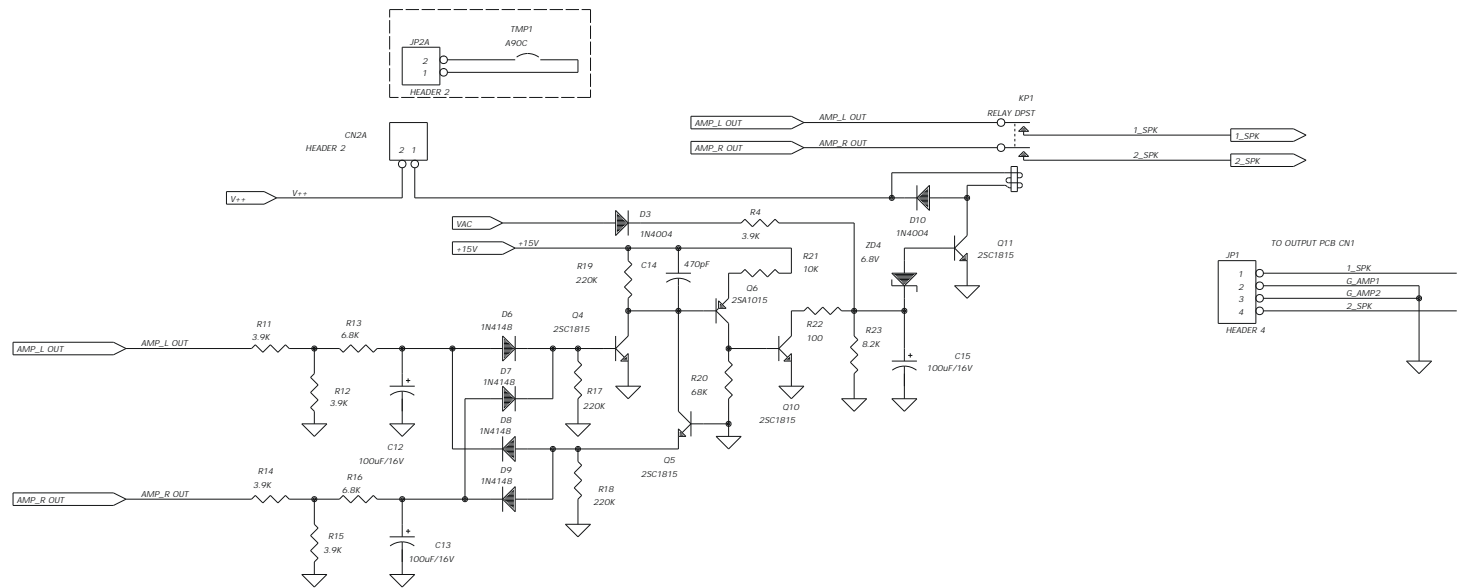 TMP1
A90C
JP2A
2
1
HEADER 2
CN2A
HEADER 2
2 1
KP1
RELAY DPST
AMP_L OUT
AMP_L OUT
1_SPK
1_SPK
AMP_R OUT
AMP_R OUT
2_SPK
2_SPK
V++
V++
D10
1N4004
VAC
D3
1N4004
R4
3.9K
+15V
+15V
R19
220K
C14
470pF
R21
10K
ZD4
6.8V
Q11
2SC1815
Q6
2SA1015
TO OUTPUT PCB CN1
JP1
1
2
3
4
1_SPK
G_AMP1
G_AMP2
2_SPK
HEADER 4
AMP_L OUT
AMP_L OUT
R11
3.9K
R13
6.8K
D6
1N4148
Q4
2SC1815
R22
100
R23
8.2K
C15
100uF/16V
R12
3.9K
D7
1N4148
R17
220K
R20
68K
Q10
2SC1815
D8
1N4148
C12
100uF/16V
Q5
2SC1815
AMP_R OUT
AMP_R OUT
R14
3.9K
R16
6.8K
D9
1N4148
R18
220K
R15
3.9K
C13
100uF/16V